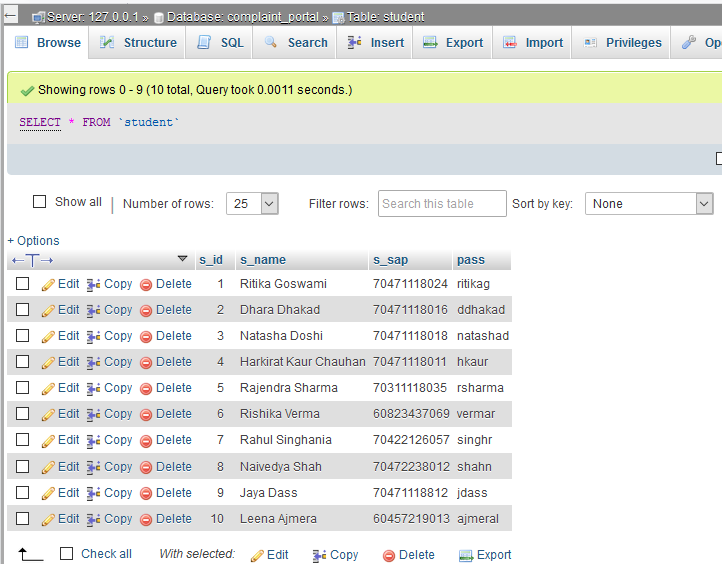 Server: 127.0.0.1 » Database: complaint_portal » Table: student
Browse Structure SQL Search Insert Export Import Privileges Op
Showing rows 0 - 9 (10 total, Query took 0.0011 seconds.)
SELECT * FROM `student`
Show all | Number of rows: 25 Filter rows: Search this table Sort by key: None
+ Options
←T→ s_id s_name s_sap pass
Edit Copy Delete 1 Ritika Goswami 70471118024 ritikag
Edit Copy Delete 2 Dhara Dhakad 70471118016 ddhakad
Edit Copy Delete 3 Natasha Doshi 70471118018 natashad
Edit Copy Delete 4 Harkirat Kaur Chauhan 70471118011 hkaur
Edit Copy Delete 5 Rajendra Sharma 70311118035 rsharma
Edit Copy Delete 6 Rishika Verma 60823437069 vermar
Edit Copy Delete 7 Rahul Singhania 70422126057 singhr
Edit Copy Delete 8 Naivedya Shah 70472238012 shahn
Edit Copy Delete 9 Jaya Dass 70471118812 jdass
Edit Copy Delete 10 Leena Ajmera 60457219013 ajmeral
Check all With selected: Edit Copy Delete Export